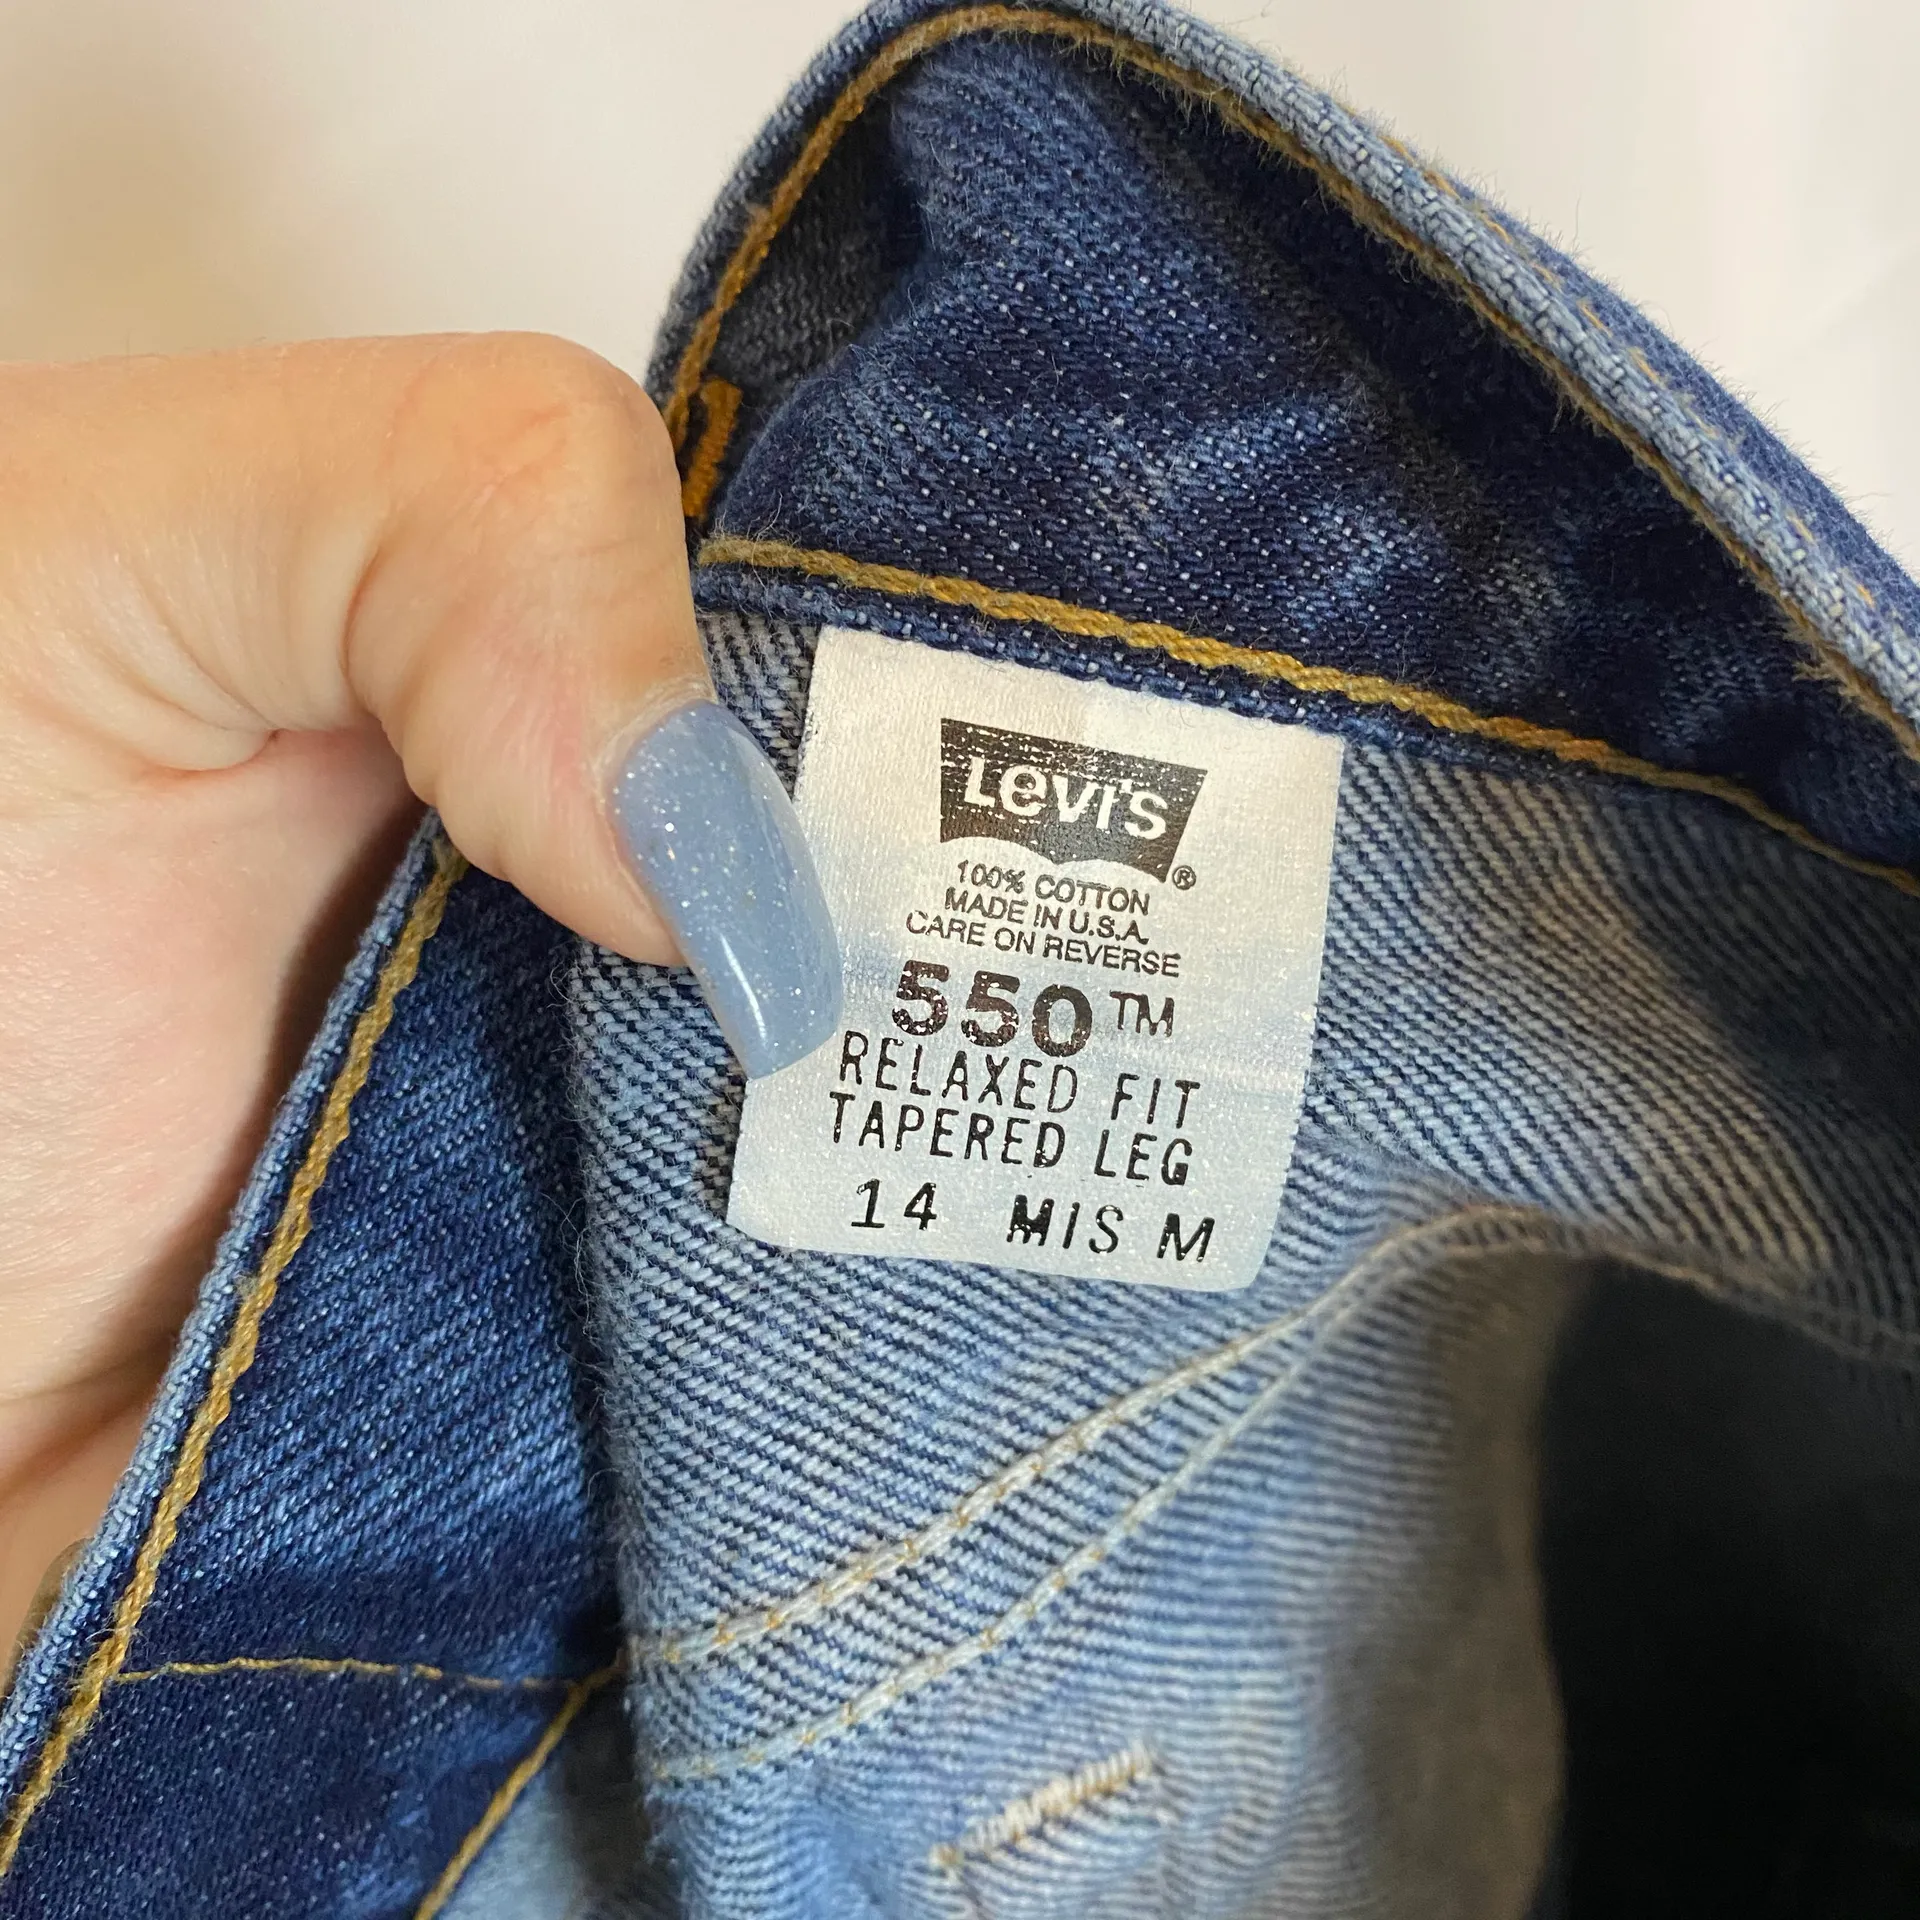 Levi's®
100% COTTON
MADE IN U.S.A.
CARE ON REVERSE
550™
RELAXED FIT
TAPERED LEG
14 MIS M